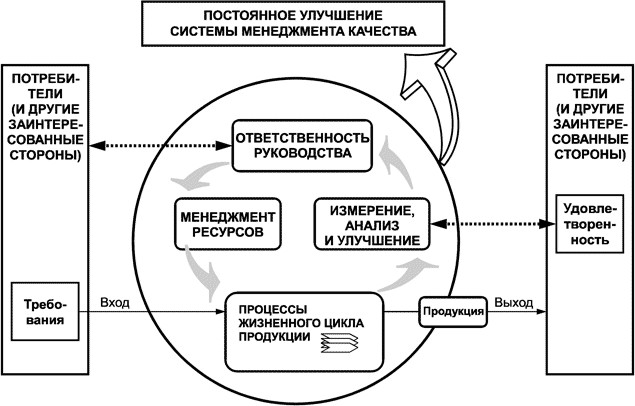 ПОСТОЯННОЕ УЛУЧШЕНИЕ
СИСТЕМЫ МЕНЕДЖМЕНТА КАЧЕСТВА
ПОТРЕБИ-
ТЕЛИ
(И ДРУГИЕ
ЗАИНТЕРЕ-
СОВАННЫЕ
СТОРОНЫ)
Требо-
вания
Вход
ОТВЕТСТВЕННОСТЬ
РУКОВОДСТВА
МЕНЕДЖМЕНТ
РЕСУРСОВ
ИЗМЕРЕНИЕ,
АНАЛИЗ
И УЛУЧШЕНИЕ
ПРОЦЕССЫ
ЖИЗНЕННОГО ЦИКЛА
ПРОДУКЦИИ
Продукция
Выход
ПОТРЕБИ-
ТЕЛИ
(И ДРУГИЕ
ЗАИНТЕРЕ-
СОВАННЫЕ
СТОРОНЫ)
Удовле-
творен-
ность